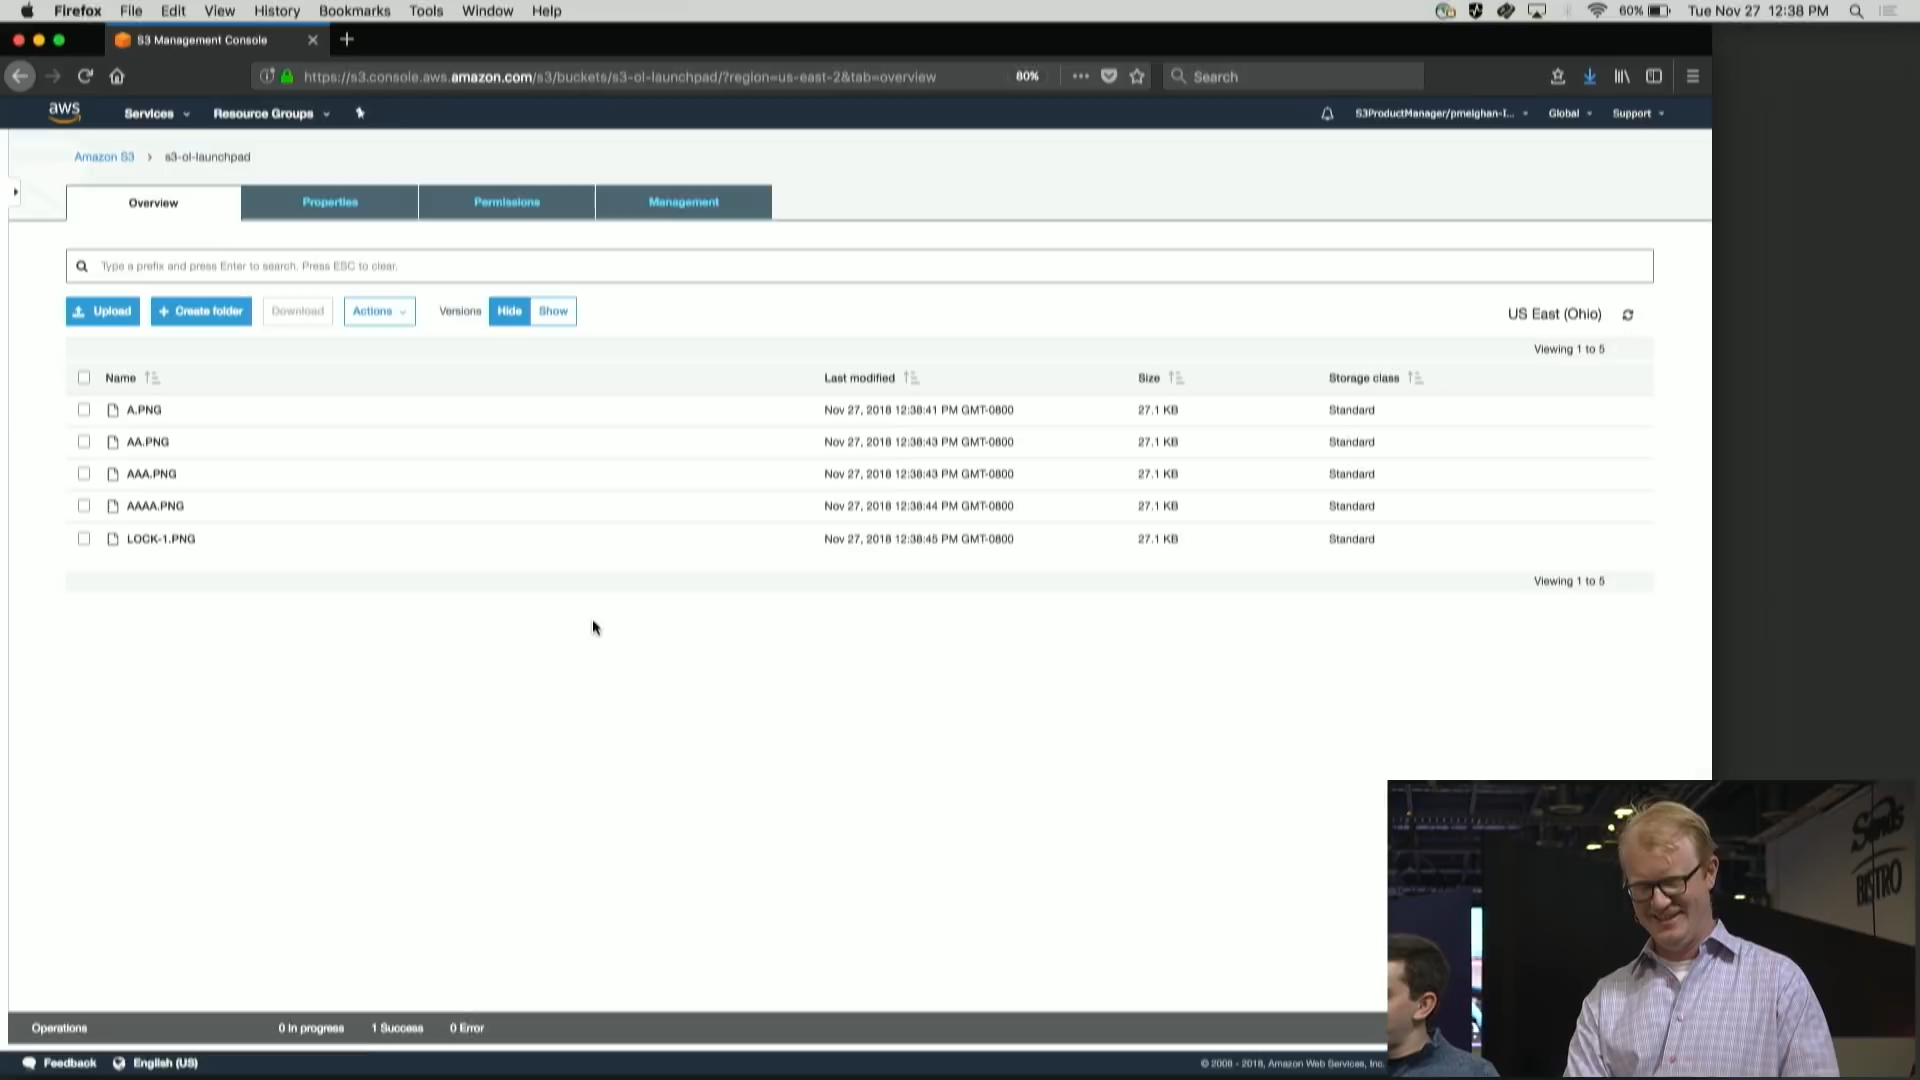 Firefox File Edit View History Bookmarks Tools Window Help 60% Tue Nov 27 12:38 PM
S3 Management Console
https://s3.console.aws.amazon.com/s3/buckets/s3-ol-launchpad/?region=us-east-2&tab=overview 80% Search
aws Services Resource Groups S3ProductManager/pmeighan-I... Global Support
Amazon S3 > s3-ol-launchpad
Overview Properties Permissions Management
Type a prefix and press Enter to search. Press ESC to clear.
Upload + Create folder Download Actions Versions Hide Show US East (Ohio)
Viewing 1 to 5
Name Last modified Size Storage class
A.PNG Nov 27, 2018 12:38:41 PM GMT-0800 27.1 KB Standard
AA.PNG Nov 27, 2018 12:38:43 PM GMT-0800 27.1 KB Standard
AAA.PNG Nov 27, 2018 12:38:43 PM GMT-0800 27.1 KB Standard
AAAA.PNG Nov 27, 2018 12:38:44 PM GMT-0800 27.1 KB Standard
LOCK-1.PNG Nov 27, 2018 12:38:45 PM GMT-0800 27.1 KB Standard
Viewing 1 to 5
Sands
BISTRO
Operations 0 In progress 1 Success 0 Error
Feedback English (US) © 2008 - 2018, Amazon Web Services, Inc.